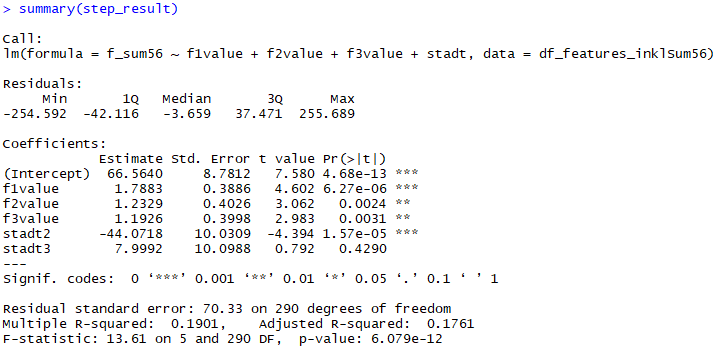 > summary(step_result)
Call:
lm(formula = f_sum56 ~ f1value + f2value + f3value + stadt, data = df_features_inklSum56)
Residuals:
     Min       1Q   Median       3Q      Max
-254.592  -42.116   -3.659   37.471  255.689
Coefficients:
            Estimate Std. Error t value Pr(>|t|)
(Intercept)  66.5640     8.7812   7.580 4.68e-13 ***
f1value       1.7883     0.3886   4.602 6.27e-06 ***
f2value       1.2329     0.4026   3.062   0.0024 **
f3value       1.1926     0.3998   2.983   0.0031 **
stadt2      -44.0718    10.0309  -4.394 1.57e-05 ***
stadt3        7.9992    10.0988   0.792   0.4290
---
Signif. codes:  0 ‘***’ 0.001 ‘**’ 0.01 ‘*’ 0.05 ‘.’ 0.1 ‘ ’ 1
Residual standard error: 70.33 on 290 degrees of freedom
Multiple R-squared:  0.1901,    Adjusted R-squared:  0.1761
F-statistic: 13.61 on 5 and 290 DF,  p-value: 6.079e-12